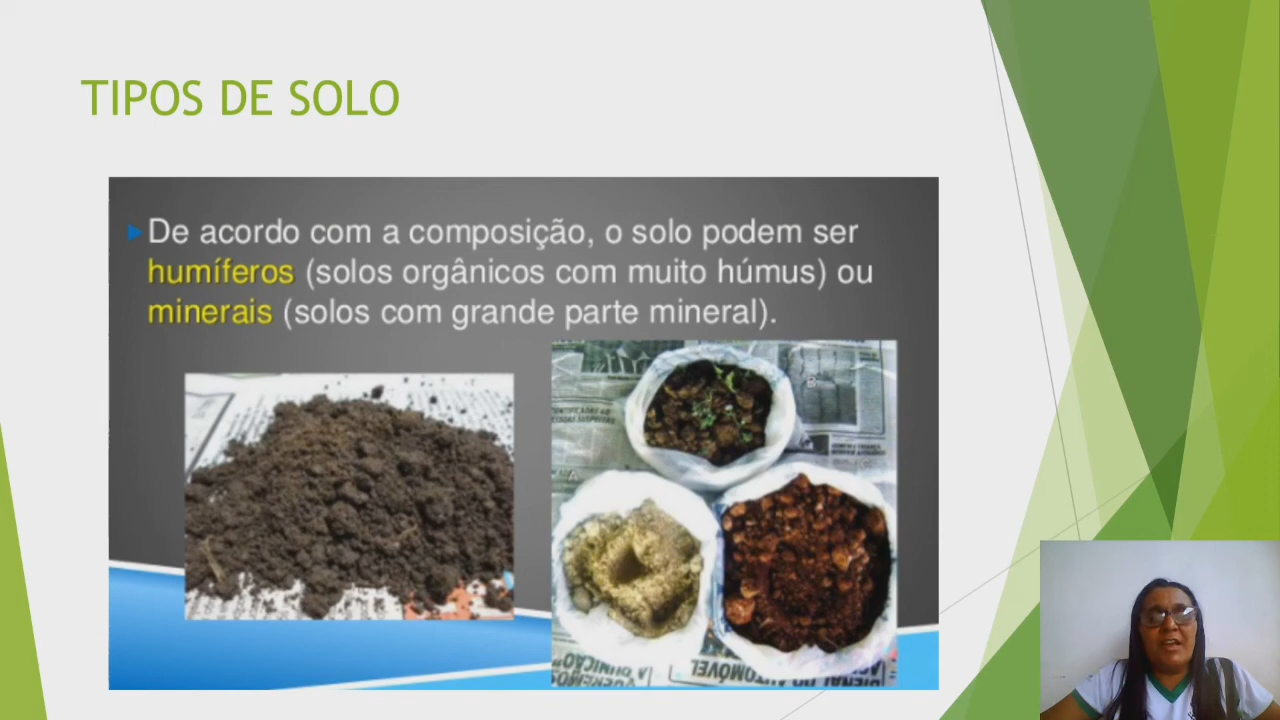 TIPOS DE SOLO
De acordo com a composição, o solo podem ser
humíferos (solos orgânicos com muito húmus) ou
minerais (solos com grande parte mineral).